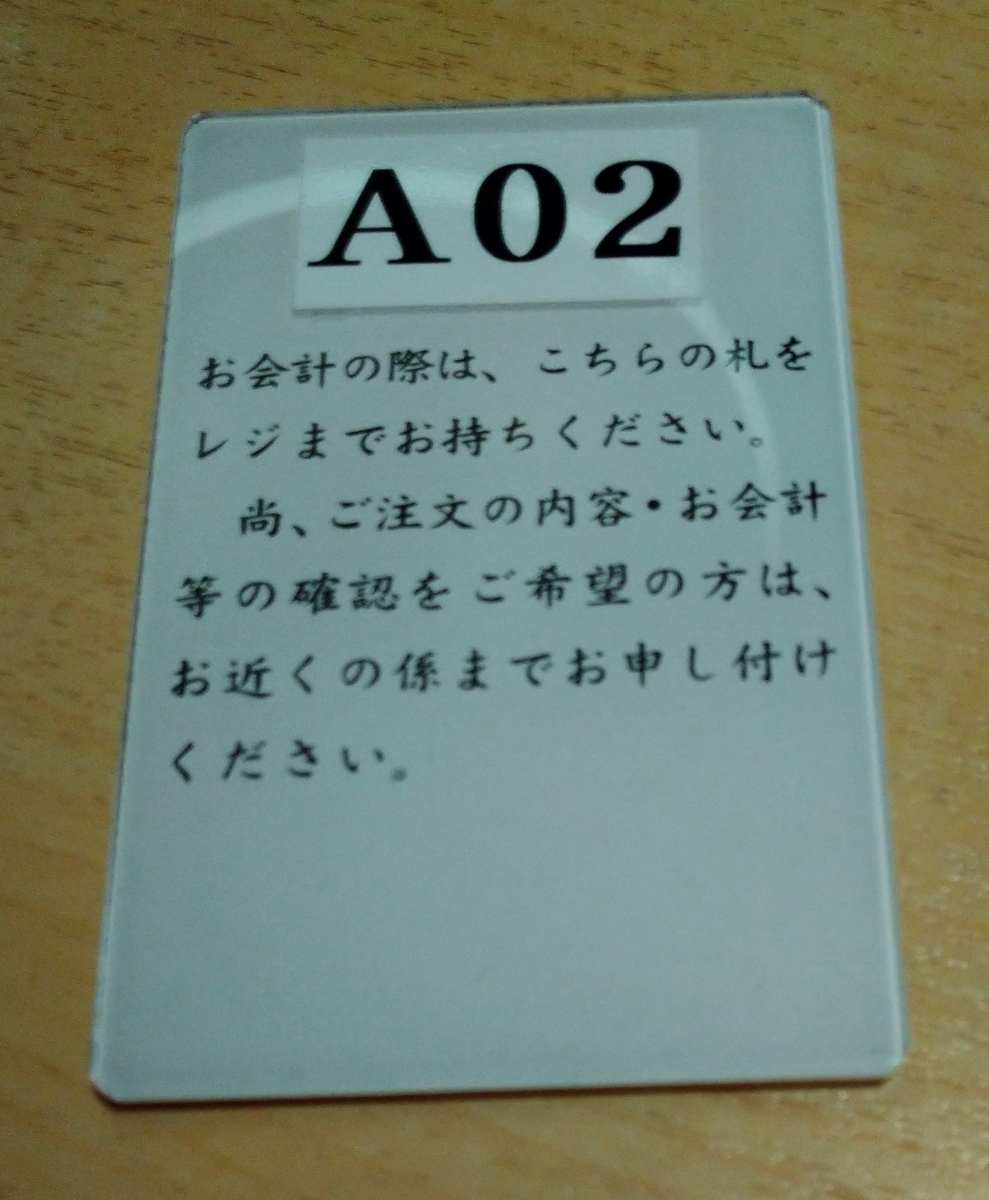 A02
お会計の際は、こちらの札を
レジまでお持ちください。
尚、ご注文の内容・お会計
等の確認をご希望の方は、
お近くの係までお申し付け
ください。